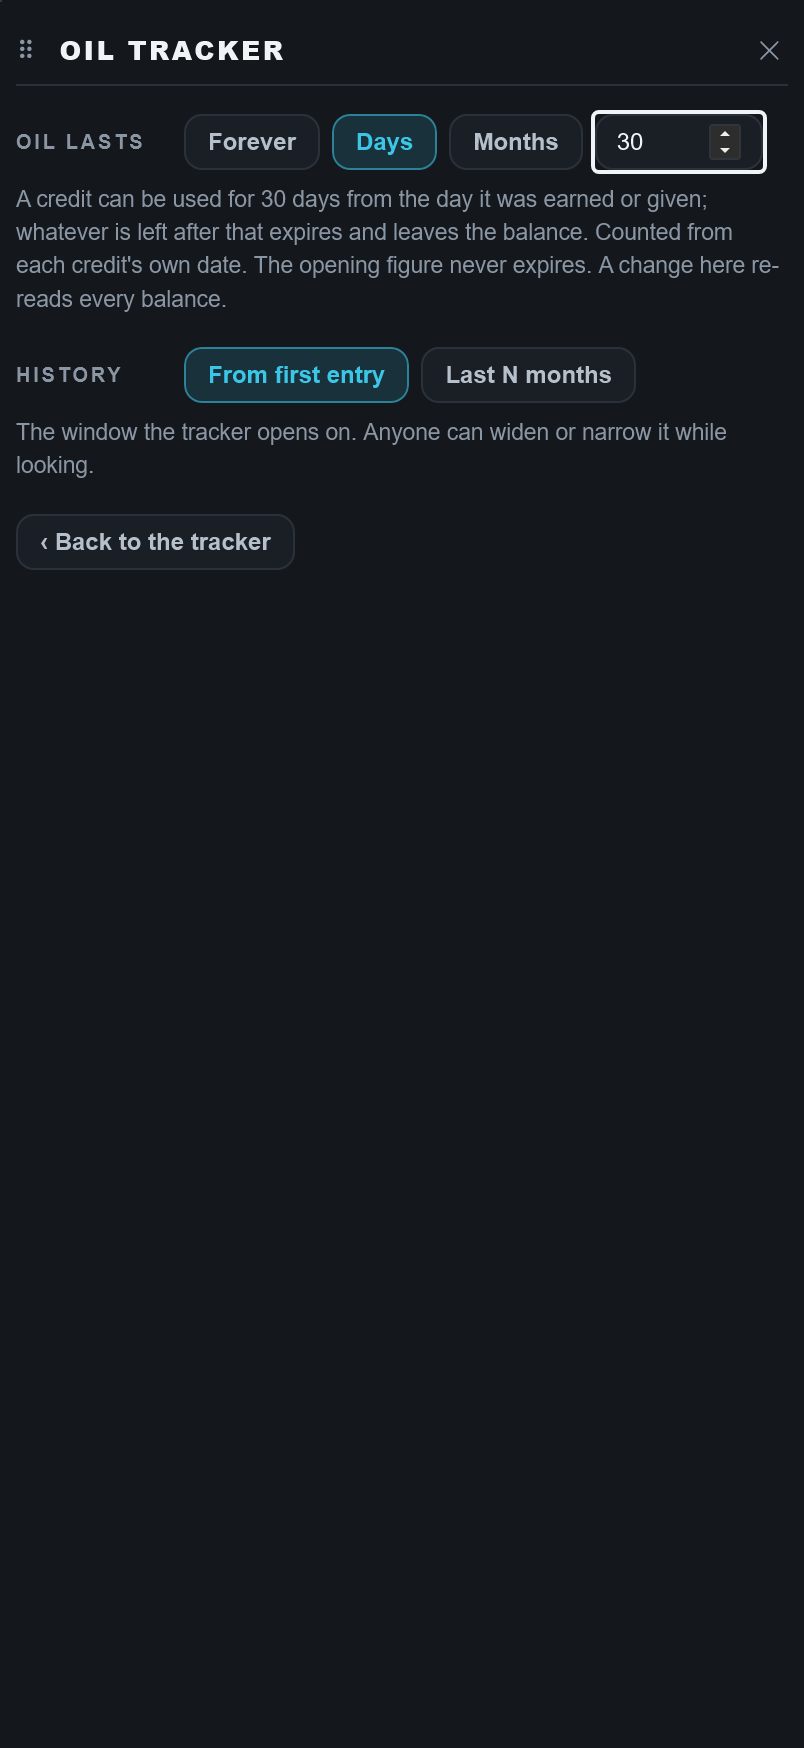 OIL TRACKER
OIL LASTS Forever Days Months 30
A credit can be used for 30 days from the day it was earned or given;
whatever is left after that expires and leaves the balance. Counted from
each credit's own date. The opening figure never expires. A change here re-
reads every balance.
HISTORY From first entry Last N months
The window the tracker opens on. Anyone can widen or narrow it while
looking.
‹ Back to the tracker